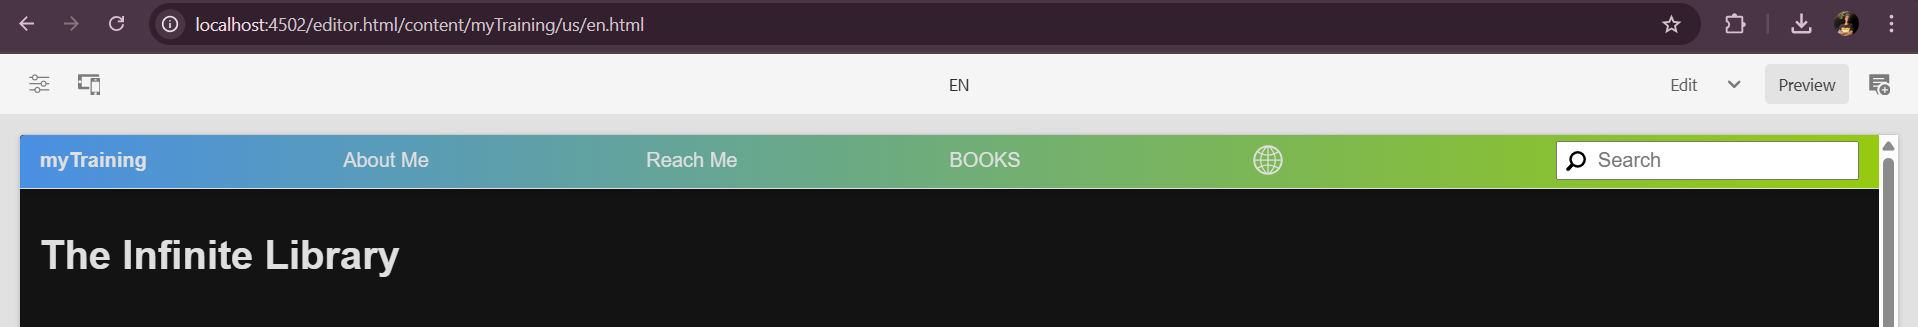 localhost:4502/editor.html/content/myTraining/us/en.html
EN
Edit
Preview
myTraining
About Me
Reach Me
BOOKS
Search
The Infinite Library